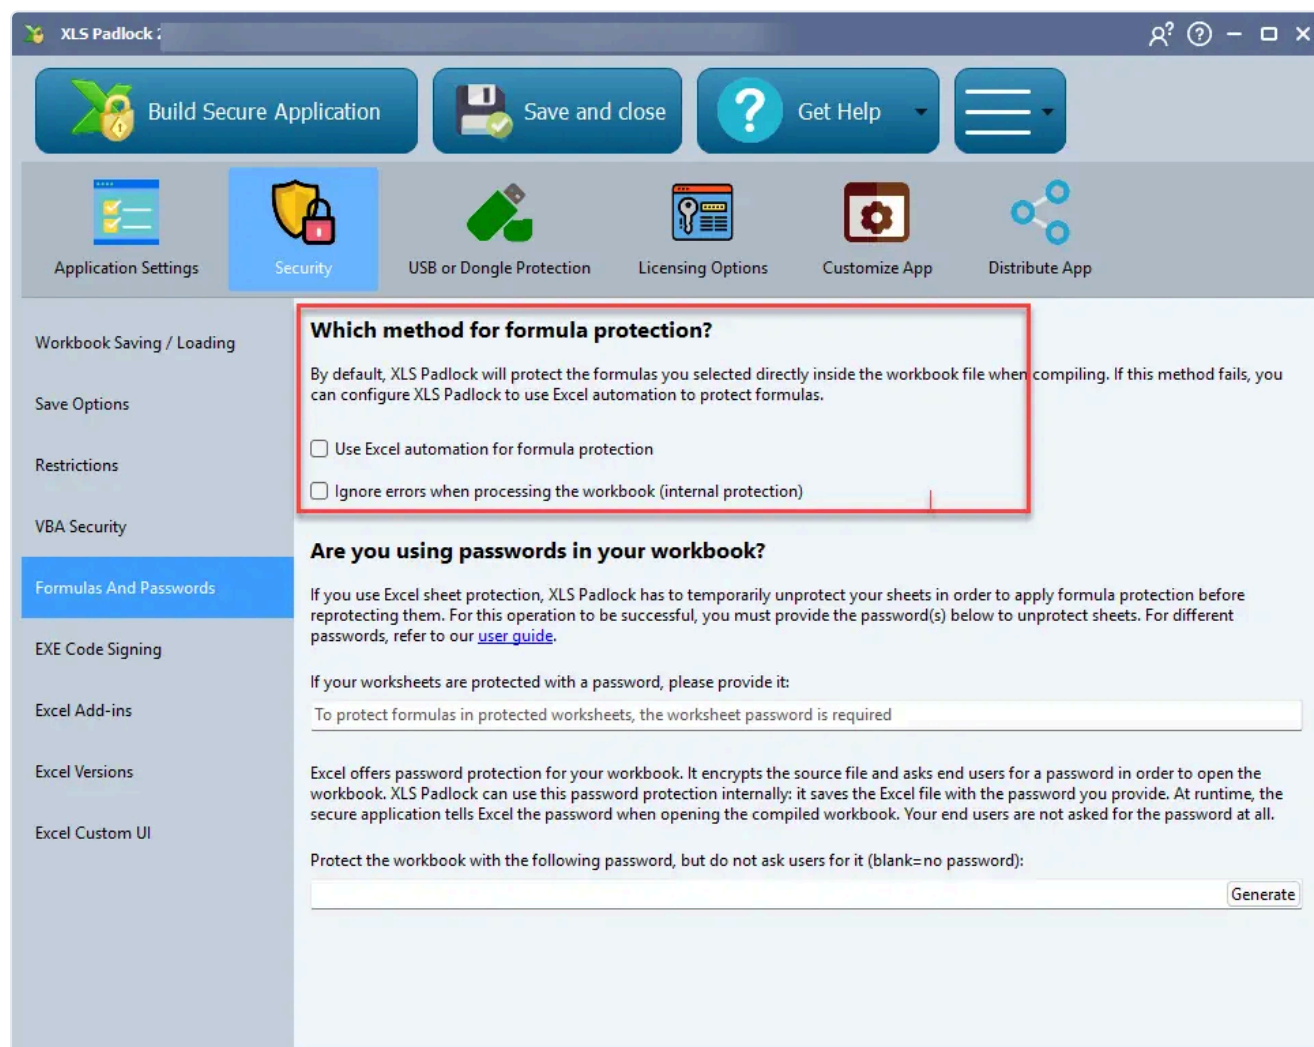 XLS Padlock
Build Secure Application
Save and close
Get Help
Application Settings
Security
USB or Dongle Protection
Licensing Options
Customize App
Distribute App
Workbook Saving / Loading
Save Options
Restrictions
VBA Security
Formulas And Passwords
EXE Code Signing
Excel Add-ins
Excel Versions
Excel Custom UI
Which method for formula protection?
By default, XLS Padlock will protect the formulas you selected directly inside the workbook file when compiling. If this method fails, you
can configure XLS Padlock to use Excel automation to protect formulas.
Use Excel automation for formula protection
Ignore errors when processing the workbook (internal protection)
Are you using passwords in your workbook?
If you use Excel sheet protection, XLS Padlock has to temporarily unprotect your sheets in order to apply formula protection before
reprotecting them. For this operation to be successful, you must provide the password(s) below to unprotect sheets. For different
passwords, refer to our user guide.
If your worksheets are protected with a password, please provide it:
To protect formulas in protected worksheets, the worksheet password is required
Excel offers password protection for your workbook. It encrypts the source file and asks end users for a password in order to open the
workbook. XLS Padlock can use this password protection internally: it saves the Excel file with the password you provide. At runtime, the
secure application tells Excel the password when opening the compiled workbook. Your end users are not asked for the password at all.
Protect the workbook with the following password, but do not ask users for it (blank=no password):
Generate